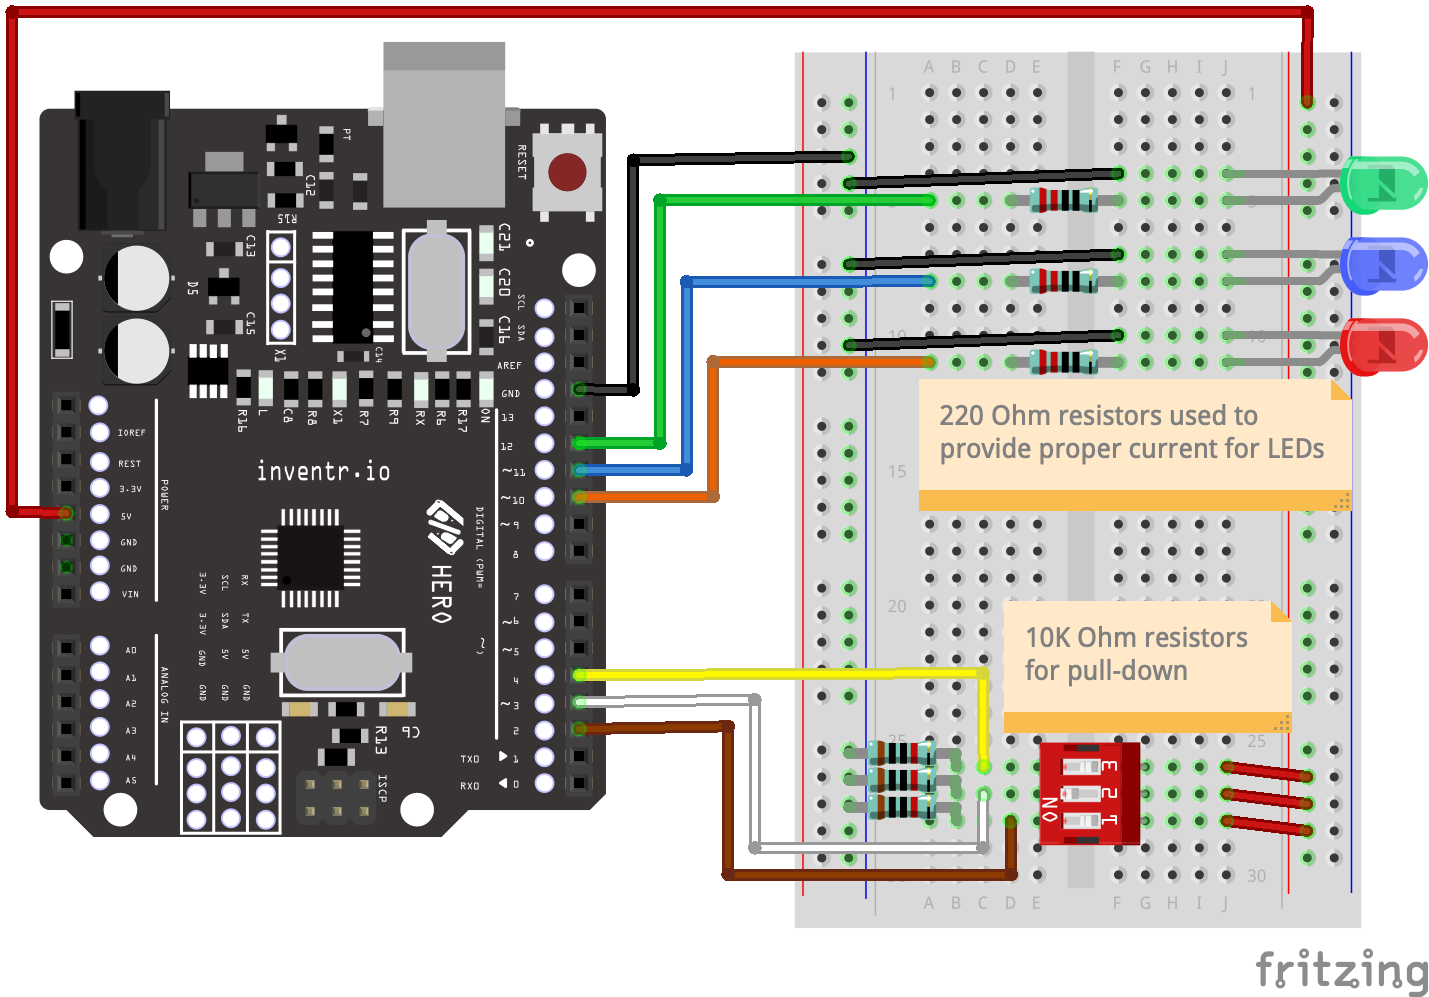 PT
RESET
C12
R15
C13
D5
C15
X1
C14
C21
C20
C16
SCL
SDA
AREF
GND
13
12
~11
~10
~9
8
7
~6
~5
4
~3
2
TXO 1
RXO 0
R16
L
C8
R8
X1
R7
R9
RX
R6
R17
ON
IOREF
REST
3.3V
5V
GND
GND
VIN
POWER
inventr.io
HERO
DIGITAL (PWM= ~)
3.3V SCL RX
3.3V SDA TX
GND 5V 5V
GND GND GND
A0
A1
A2
A3
A4
A5
ANALOG IN
R13
ISCP
A B C D E F G H I J
1 1
10
15
20
25 25
30
A B C D E F G H I J
220 Ohm resistors used to
provide proper current for LEDs
10K Ohm resistors
for pull-down
ON
3
2
1
fritzing